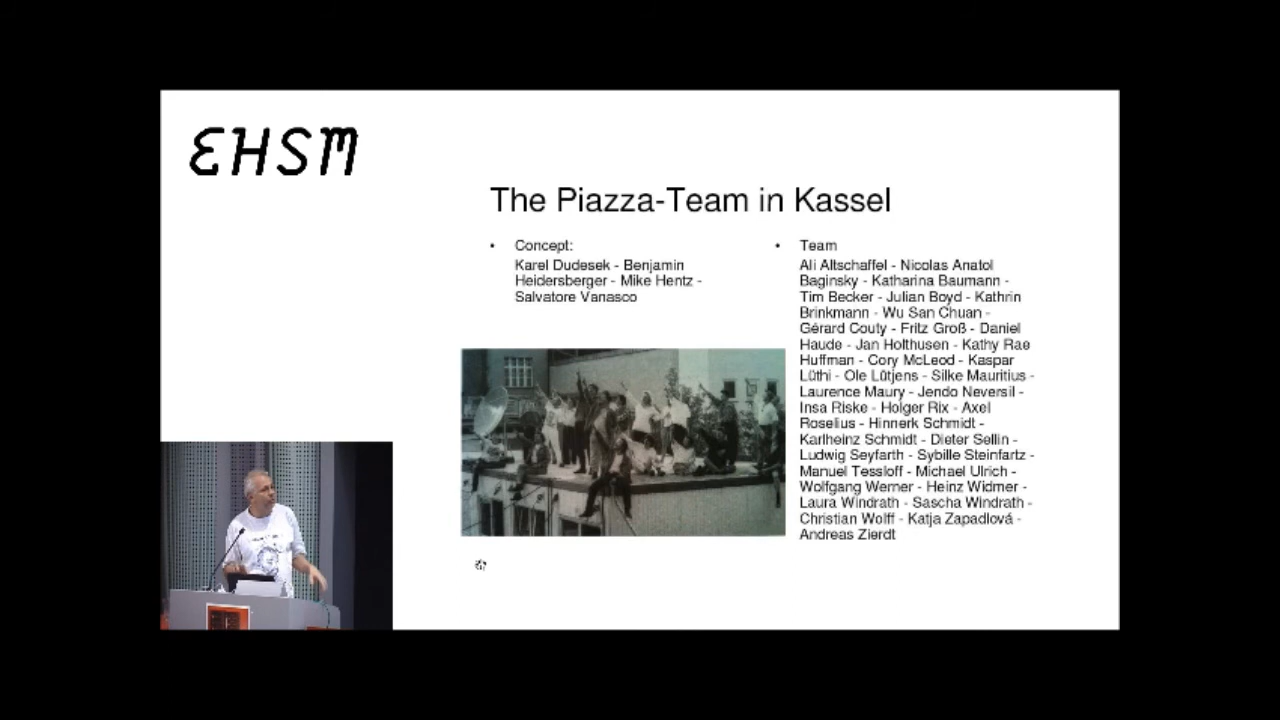 EHSM
The Piazza-Team in Kassel
• Concept:
Karel Dudesek - Benjamin
Heidersberger - Mike Hentz -
Salvatore Vanasco
• Team
Ali Altschaffel - Nicolas Anatol
Baginsky - Katharina Baumann -
Tim Becker - Julian Boyd - Kathrin
Brinkmann - Wu San Chuan -
Gérard Couty - Fritz Groß - Daniel
Haude - Jan Holthusen - Kathy Rae
Huffman - Cory McLeod - Kaspar
Lüthi - Ole Lütjens - Silke Mauritius -
Laurence Maury - Jendo Neversil -
Insa Riske - Holger Rix - Axel
Roselius - Hinnerk Schmidt -
Karlheinz Schmidt - Dieter Sellin -
Ludwig Seyfarth - Sybille Steinfartz -
Manuel Tessloff - Michael Ulrich -
Wolfgang Werner - Heinz Widmer -
Laura Windrath - Sascha Windrath -
Christian Wolff - Katja Zapadlová -
Andreas Zierdt